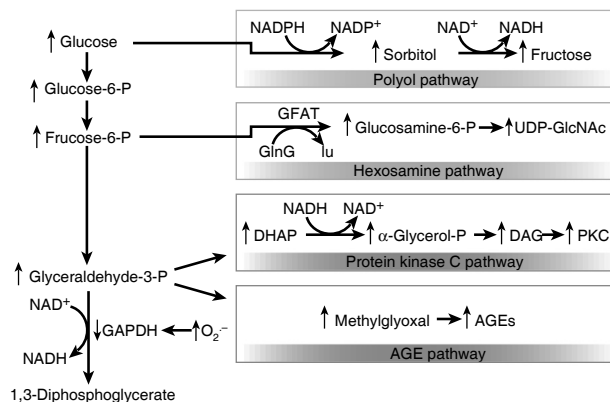 NADPH NADP+ NAD+ NADH
↑ Glucose ↑ Sorbitol ↑ Fructose
Polyol pathway
↑ Glucose-6-P
GFAT
↑ Frucose-6-P ↑ Glucosamine-6-P ↑ UDP-GlcNAc
GlnG lu
Hexosamine pathway
NADH NAD+
↑ DHAP ↑ α-Glycerol-P ↑ DAG ↑ PKC
Protein kinase C pathway
↑ Glyceraldehyde-3-P
NAD+
↓GAPDH ↑O2·−
↑ Methylglyoxal ↑ AGEs
NADH
AGE pathway
1,3-Diphosphoglycerate